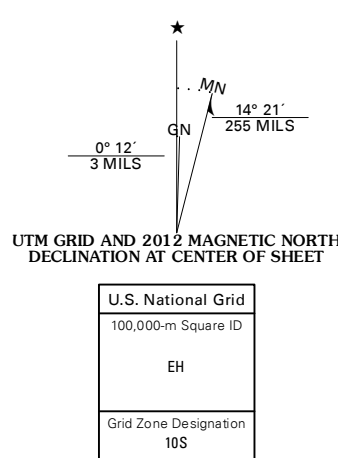 ★
MN
GN
14° 21´
255 MILS
0° 12´
3 MILS
UTM GRID AND 2012 MAGNETIC NORTH
DECLINATION AT CENTER OF SHEET
U.S. National Grid
100,000-m Square ID
EH
Grid Zone Designation
10S